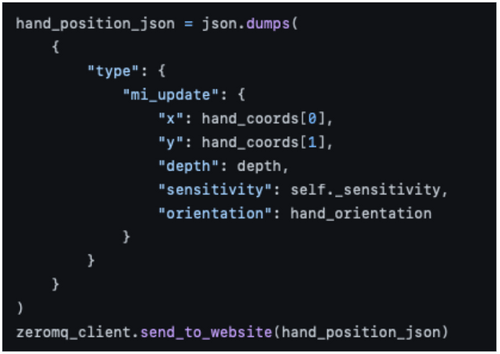 hand_position_json = json.dumps(
    {
        "type": {
            "mi_update": {
                "x": hand_coords[0],
                "y": hand_coords[1],
                "depth": depth,
                "sensitivity": self._sensitivity,
                "orientation": hand_orientation
            }
        }
    }
)
zeromq_client.send_to_website(hand_position_json)